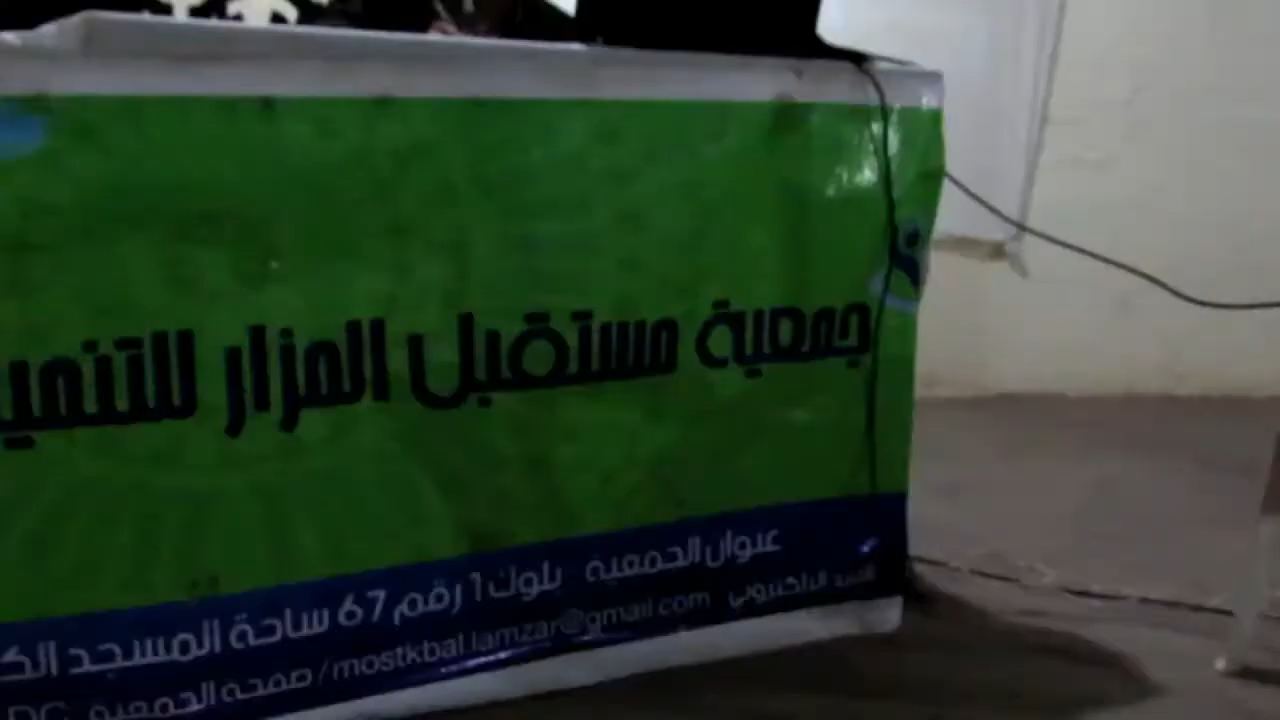 جمعية مستقبل المزار للتنمي
عنوان الجمعية بلوك 1 رقم 67 ساحة المسجد الك
البريد الالكتروني mostkbal.lamzar@gmail.com / صفحة الجمعية DC